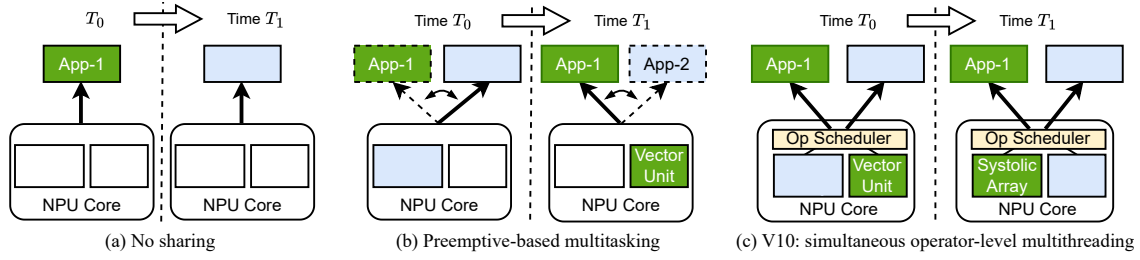 T0 Time T1
App-1
NPU Core NPU Core
(a) No sharing
Time T0 Time T1
App-1 App-1 App-2
Vector
Unit
NPU Core NPU Core
(b) Preemptive-based multitasking
Time T0 Time T1
App-1 App-1
Op Scheduler Op Scheduler
Vector
Unit
Systolic
Array
NPU Core NPU Core
(c) V10: simultaneous operator-level multithreading